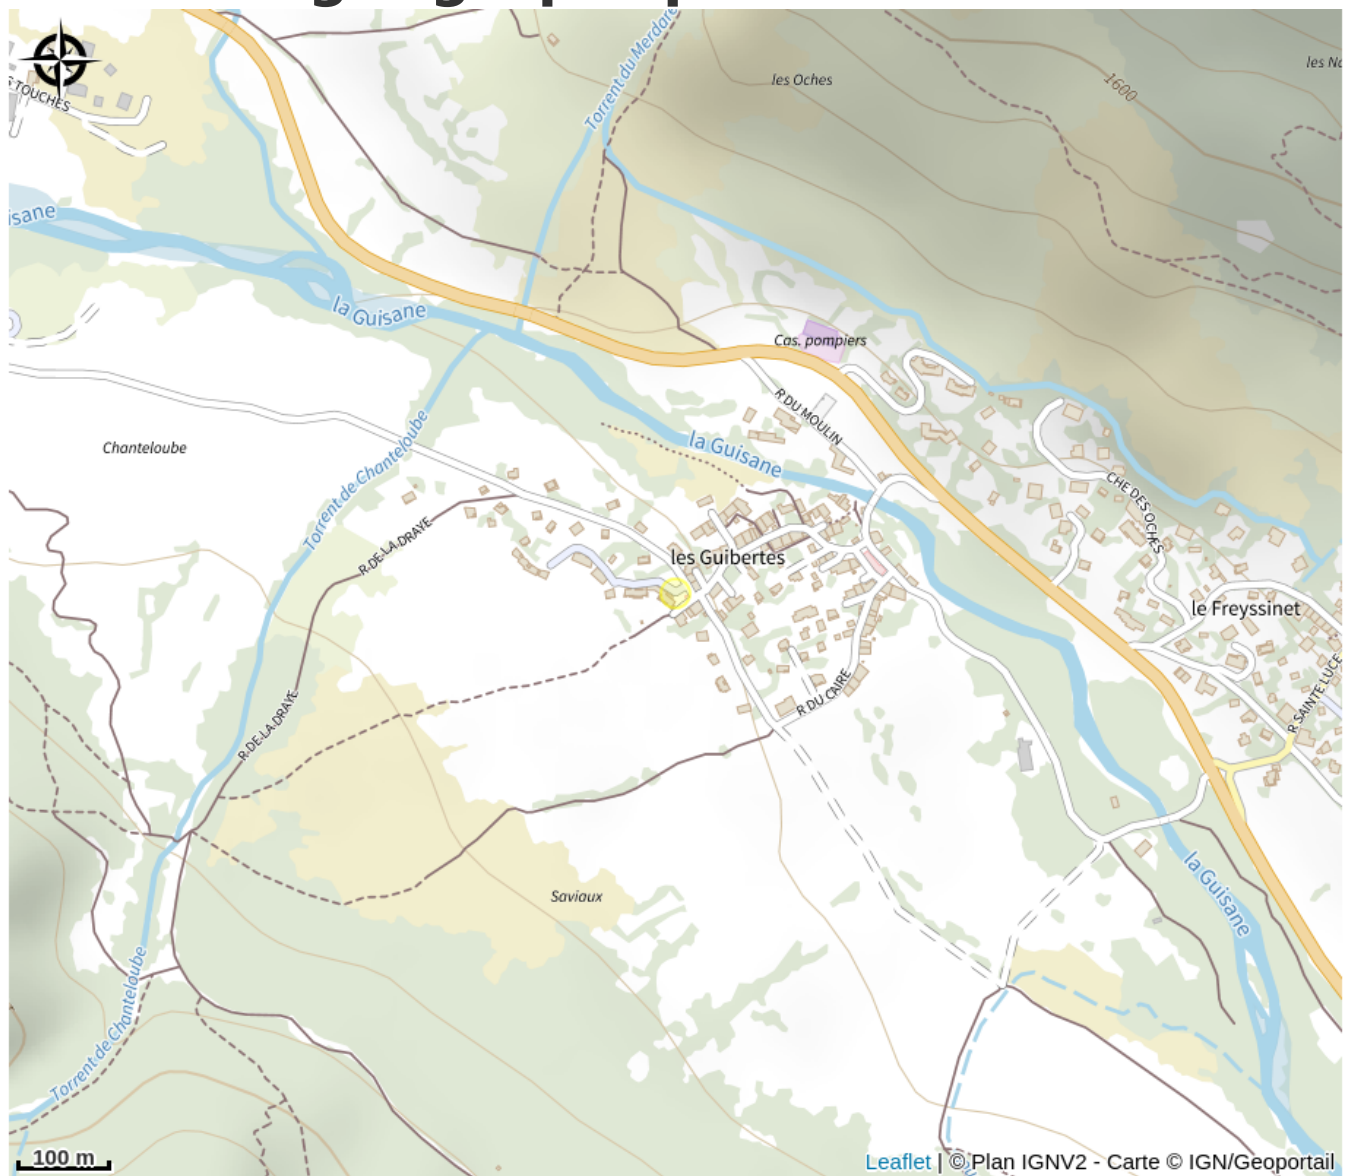 les Oches
les No
1600
Torrent du Merdare
S TOUCHES
isane
la Guisane
Cas. pompiers
R DU MOULIN
Chanteloube
la Guisane
Torrent de Chanteloube
CHE DES OCHES
R-DE-LA-DRAYE
les Guibertes
le Freyssinet
R SAINTE LUCE
R DU CAIRE
R-DE-LA-DRAYE
Saviaux
la Guisane
Torrent de Chanteloube
100 m
Leaflet | © Plan IGNV2 - Carte © IGN/Geoportail